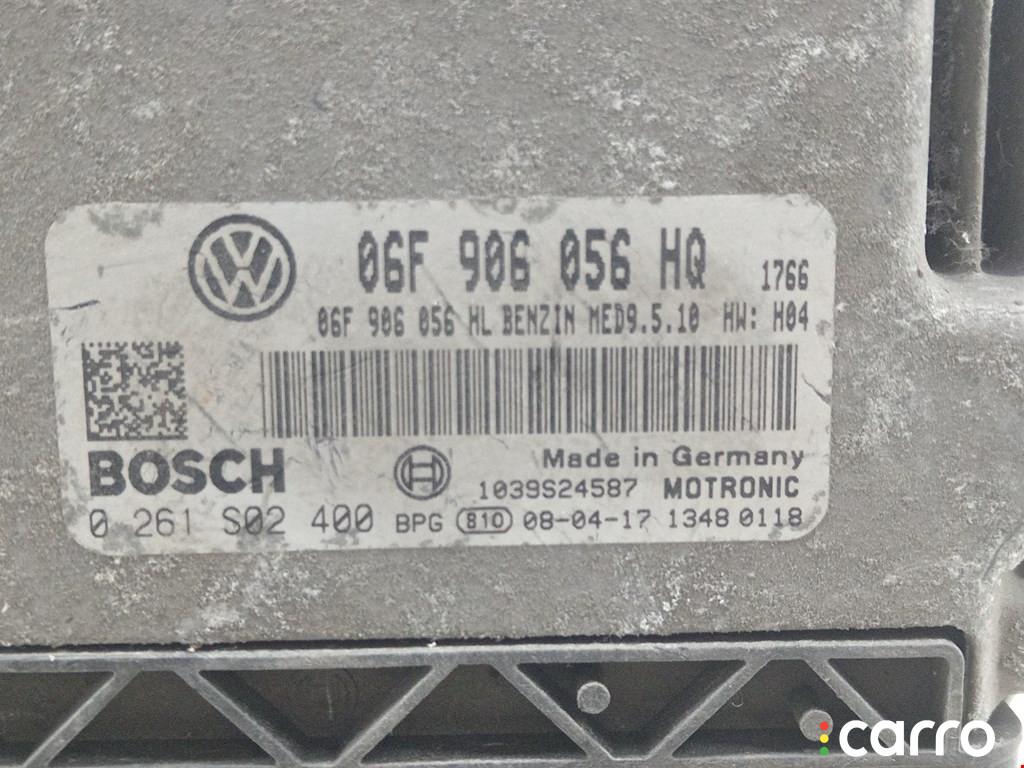 06F 906 056 HQ 1766
06F 906 056 HL BENZIN MED9.5.10 HW: H04
BOSCH Made in Germany
1039S24587 MOTRONIC
0 261 S02 400 BPG 810 08-04-17 1348 0118
carro